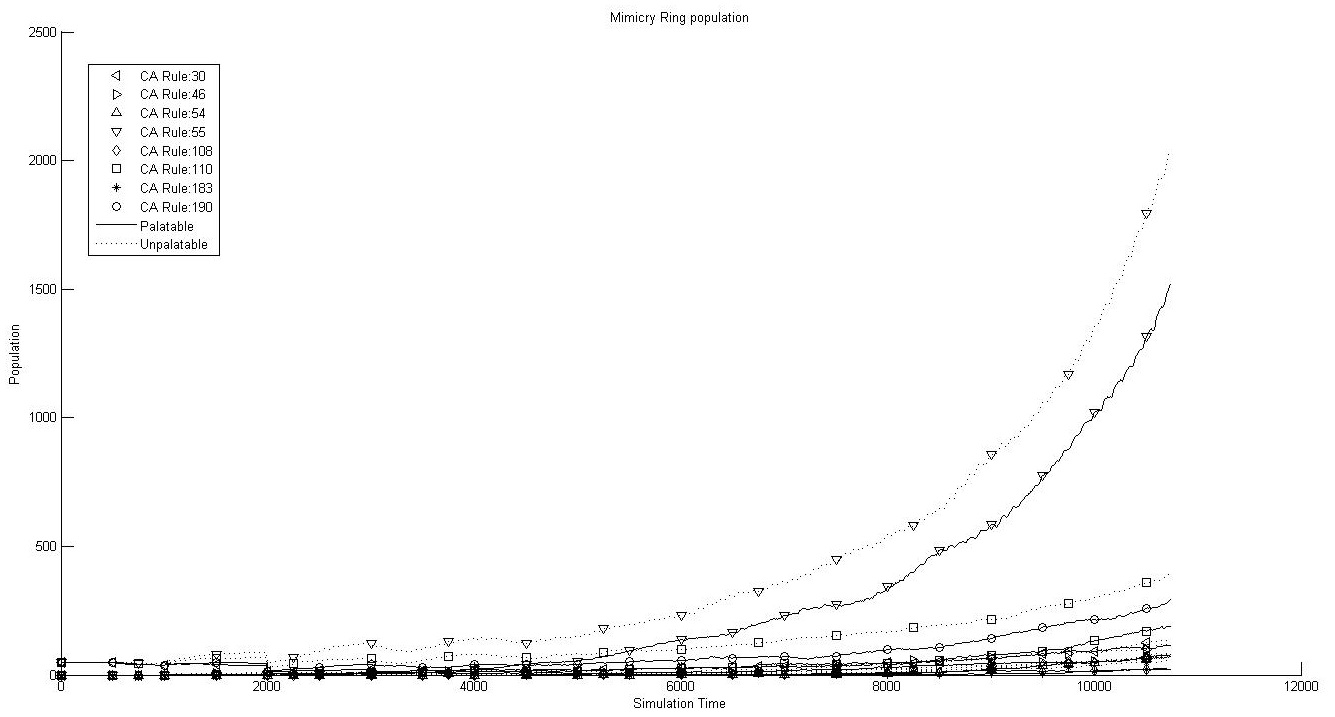 Mimicry Ring population
2500
2000
1500
1000
500
0
Population
CA Rule:30
CA Rule:46
CA Rule:54
CA Rule:55
CA Rule:108
CA Rule:110
CA Rule:183
CA Rule:190
Palatable
Unpalatable
0 2000 4000 6000 8000 10000 12000
Simulation Time